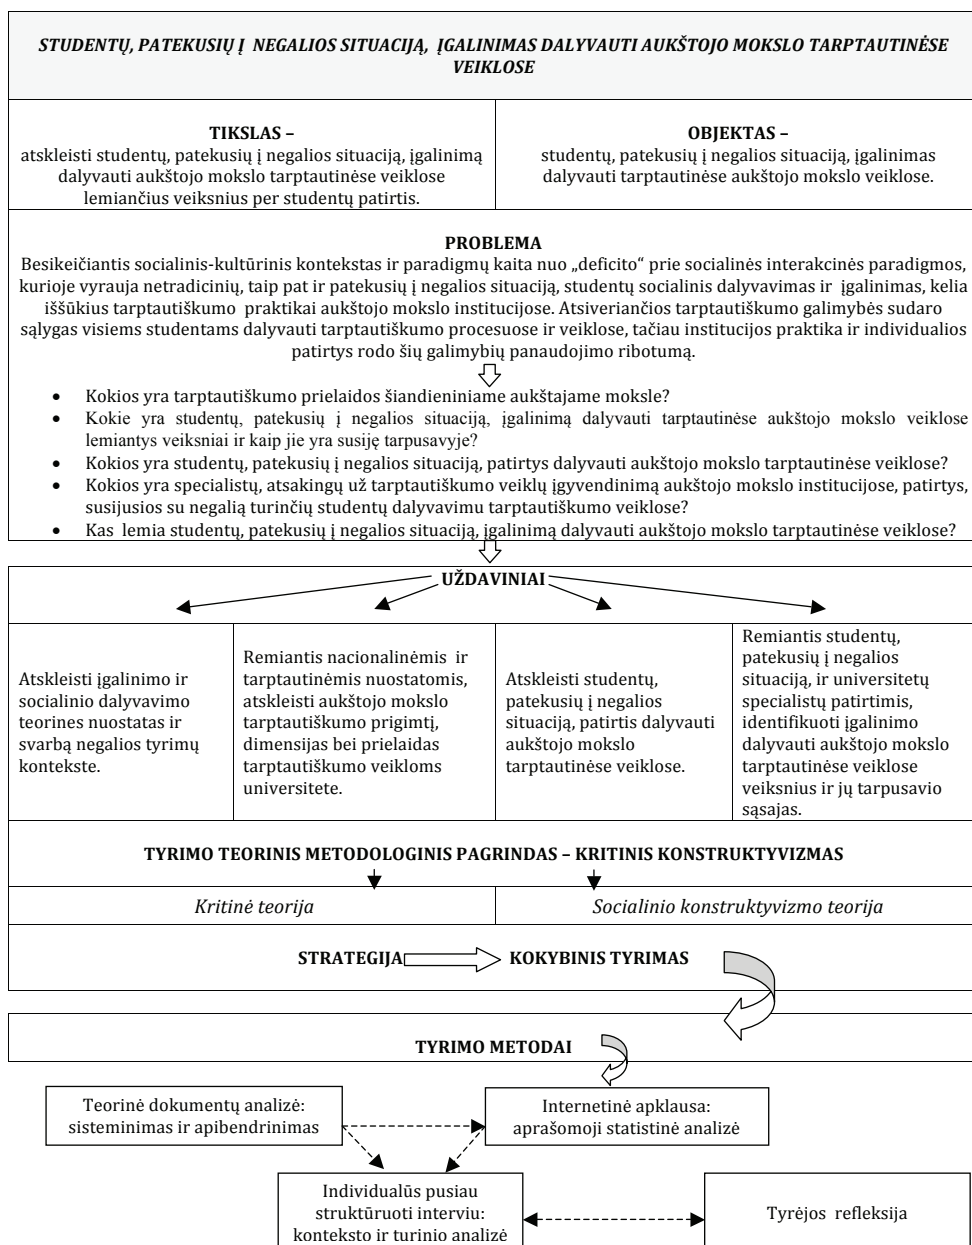 STUDENTŲ, PATEKUSIŲ Į NEGALIOS SITUACIJĄ, ĮGALINIMAS DALYVAUTI AUKŠTOJO MOKSLO TARPTAUTINĖSE
VEIKLOSE
TIKSLAS –
atskleisti studentų, patekusių į negalios situaciją, įgalinimą
dalyvauti aukštojo mokslo tarptautinėse veiklose
lemiančius veiksnius per studentų patirtis.
OBJEKTAS –
studentų, patekusių į negalios situaciją, įgalinimas
dalyvauti tarptautinėse aukštojo mokslo veiklose.
PROBLEMA
Besikeičiantis socialinis-kultūrinis kontekstas ir paradigmų kaita nuo „deficito“ prie socialinės interakcinės paradigmos,
kurioje vyrauja netradicinių, taip pat ir patekusių į negalios situaciją, studentų socialinis dalyvavimas ir įgalinimas, kelia
iššūkius tarptautiškumo praktikai aukštojo mokslo institucijose. Atsiveriančios tarptautiškumo galimybės sudaro
sąlygas visiems studentams dalyvauti tarptautiškumo procesuose ir veiklose, tačiau institucijos praktika ir individualios
patirtys rodo šių galimybių panaudojimo ribotumą.
• Kokios yra tarptautiškumo prielaidos šiandieniniame aukštajame moksle?
• Kokie yra studentų, patekusių į negalios situaciją, įgalinimą dalyvauti tarptautinėse aukštojo mokslo veiklose
lemiantys veiksniai ir kaip jie yra susiję tarpusavyje?
• Kokios yra studentų, patekusių į negalios situaciją, patirtys dalyvauti aukštojo mokslo tarptautinėse veiklose?
• Kokios yra specialistų, atsakingų už tarptautiškumo veiklų įgyvendinimą aukštojo mokslo institucijose, patirtys,
susijusios su negalią turinčių studentų dalyvavimu tarptautiškumo veiklose?
• Kas lemia studentų, patekusių į negalios situaciją, įgalinimą dalyvauti aukštojo mokslo tarptautinėse veiklose?
UŽDAVINIAI
Atskleisti įgalinimo ir
socialinio dalyvavimo
teorines nuostatas ir
svarbą negalios tyrimų
kontekste.
Remiantis nacionalinėmis ir
tarptautinėmis nuostatomis,
atskleisti aukštojo mokslo
tarptautiškumo prigimtį,
dimensijas bei prielaidas
tarptautiškumo veikloms
universitete.
Atskleisti studentų,
patekusių į negalios
situaciją, patirtis dalyvauti
aukštojo mokslo
tarptautinėse veiklose.
Remiantis studentų,
patekusių į negalios
situaciją, ir universitetų
specialistų patirtimis,
identifikuoti įgalinimo
dalyvauti aukštojo mokslo
tarptautinėse veiklose
veiksnius ir jų tarpusavio
sąsajas.
TYRIMO TEORINIS METODOLOGINIS PAGRINDAS – KRITINIS KONSTRUKTYVIZMAS
Kritinė teorija
Socialinio konstruktyvizmo teorija
STRATEGIJA KOKYBINIS TYRIMAS
TYRIMO METODAI
Teorinė dokumentų analizė:
sisteminimas ir apibendrinimas
Internetinė apklausa:
aprašomoji statistinė analizė
Individualūs pusiau
struktūruoti interviu:
konteksto ir turinio analizė
Tyrėjos refleksija